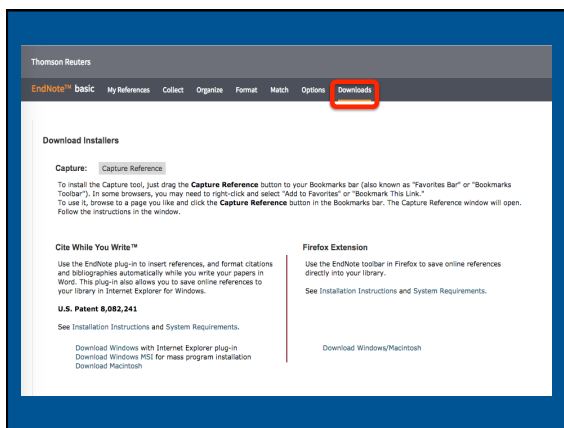 Thomson Reuters
EndNote™ basic My References Collect Organize Format Match Options Downloads
Download Installers
Capture: Capture Reference
To install the Capture tool, just drag the Capture Reference button to your Bookmarks bar (also known as "Favorites Bar" or "Bookmarks
Toolbar"). In some browsers, you may need to right-click and select "Add to Favorites" or "Bookmark This Link."
To use it, browse to a page you like and click the Capture Reference button in the Bookmarks bar. The Capture Reference window will open.
Follow the instructions in the window.
Cite While You Write™
Use the EndNote plug-in to insert references, and format citations
and bibliographies automatically while you write your papers in
Word. This plug-in also allows you to save online references to
your library in Internet Explorer for Windows.
U.S. Patent 8,082,241
See Installation Instructions and System Requirements.
Download Windows with Internet Explorer plug-in
Download Windows MSI for mass program installation
Download Macintosh
Firefox Extension
Use the EndNote toolbar in Firefox to save online references
directly into your library.
See Installation Instructions and System Requirements.
Download Windows/Macintosh